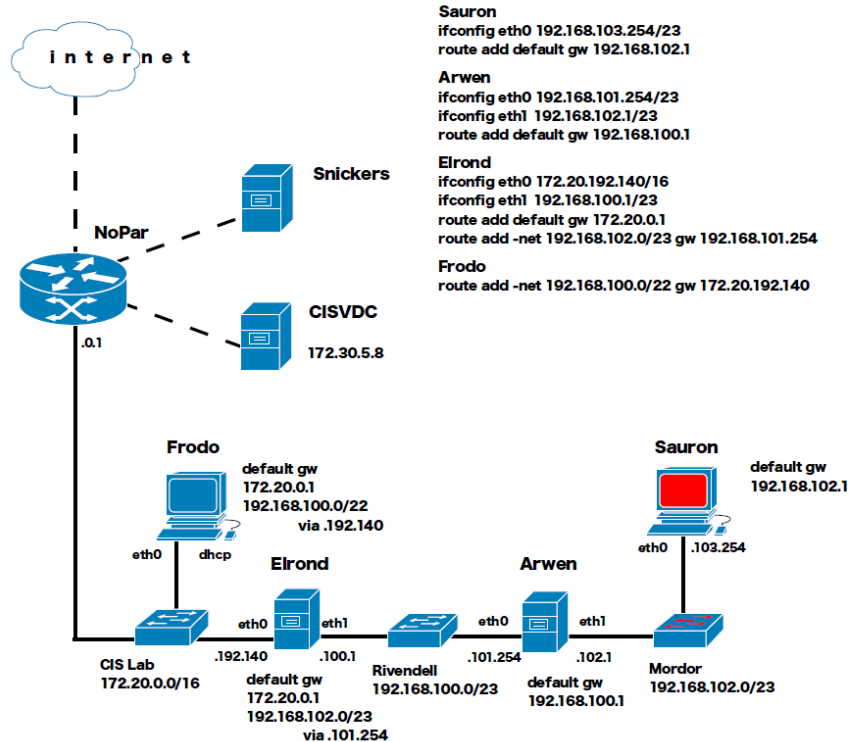 internet
Sauron
ifconfig eth0 192.168.103.254/23
route add default gw 192.168.102.1
Arwen
ifconfig eth0 192.168.101.254/23
ifconfig eth1 192.168.102.1/23
route add default gw 192.168.100.1
Elrond
ifconfig eth0 172.20.192.140/16
ifconfig eth1 192.168.100.1/23
route add default gw 172.20.0.1
route add -net 192.168.102.0/23 gw 192.168.101.254
Frodo
route add -net 192.168.100.0/22 gw 172.20.192.140
Snickers
NoPar
CISVDC
172.30.5.8
.0.1
Frodo
default gw
172.20.0.1
192.168.100.0/22
via .192.140
eth0 dhcp
Sauron
default gw
192.168.102.1
eth0 .103.254
Elrond
eth0 eth1
.192.140 .100.1
default gw
172.20.0.1
192.168.102.0/23
via .101.254
Arwen
eth0 eth1
.101.254 .102.1
default gw
192.168.100.1
CIS Lab
172.20.0.0/16
Rivendell
192.168.100.0/23
Mordor
192.168.102.0/23